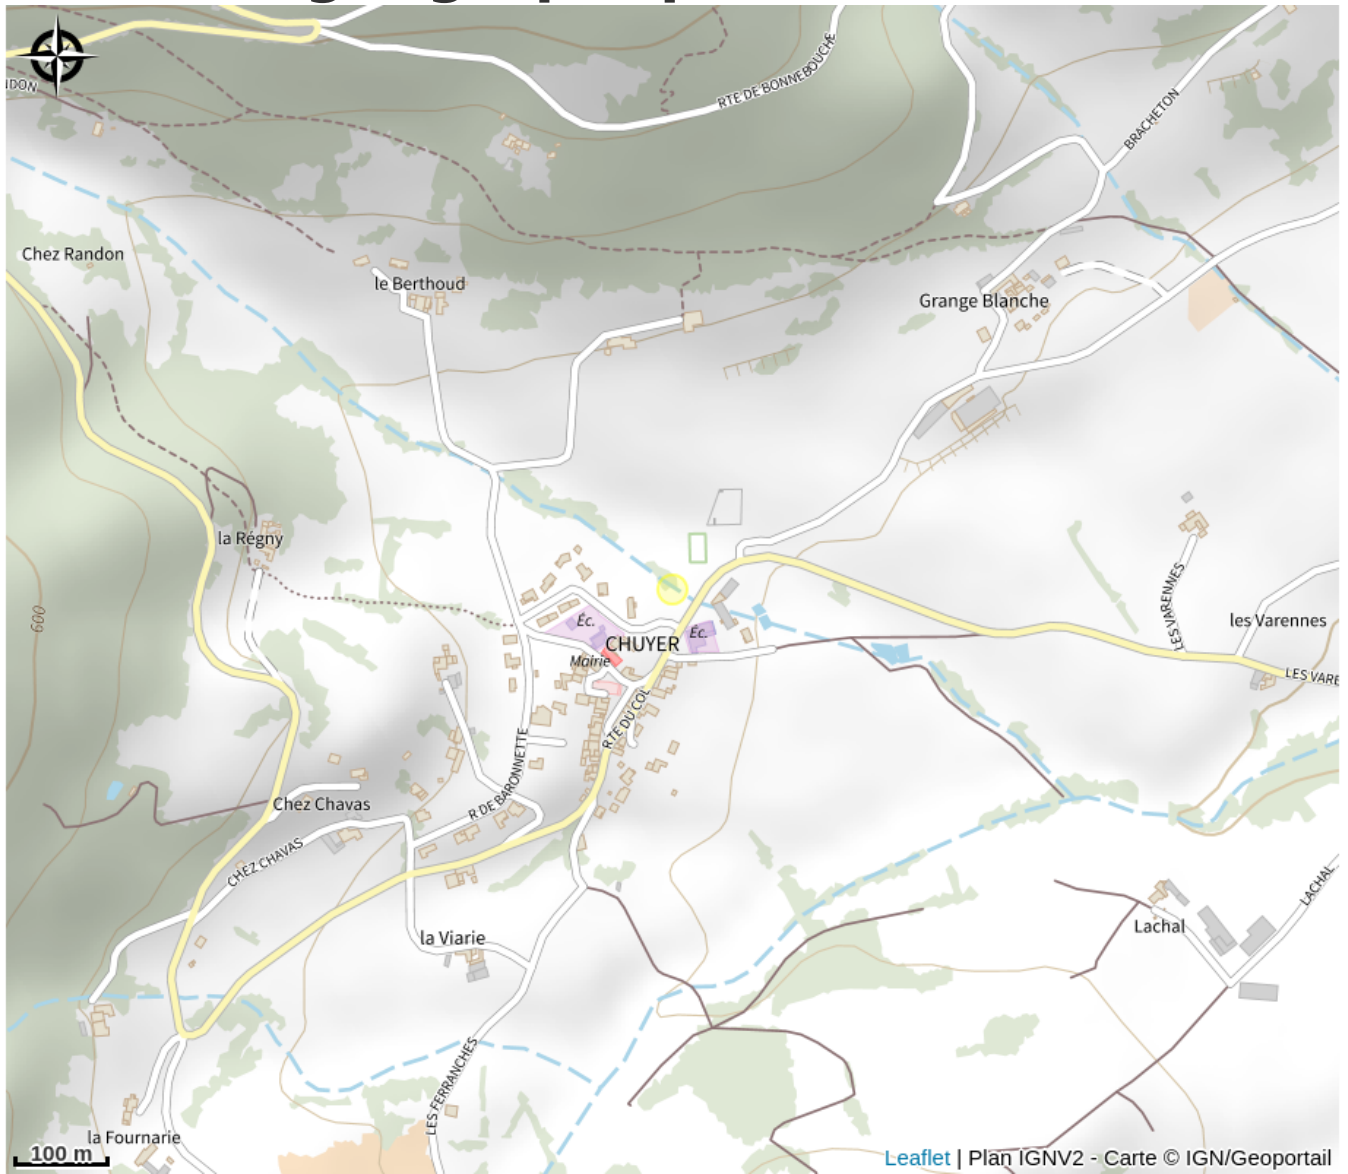 RTE DE BONNEBOUCHE
BRACHETON
Chez Randon
le Berthoud
Grange Blanche
la Régny
600
Éc.
Éc.
CHUYER
Mairie
LES VARENNES
les Varennes
LES VARE
RTE DU COL
R DE BARONNETTE
Chez Chavas
CHEZ CHAVAS
la Viarie
Lachal
LACHAL
LES FERRANCHES
la Fournarie
100 m
Leaflet | Plan IGNV2 - Carte © IGN/Geoportail